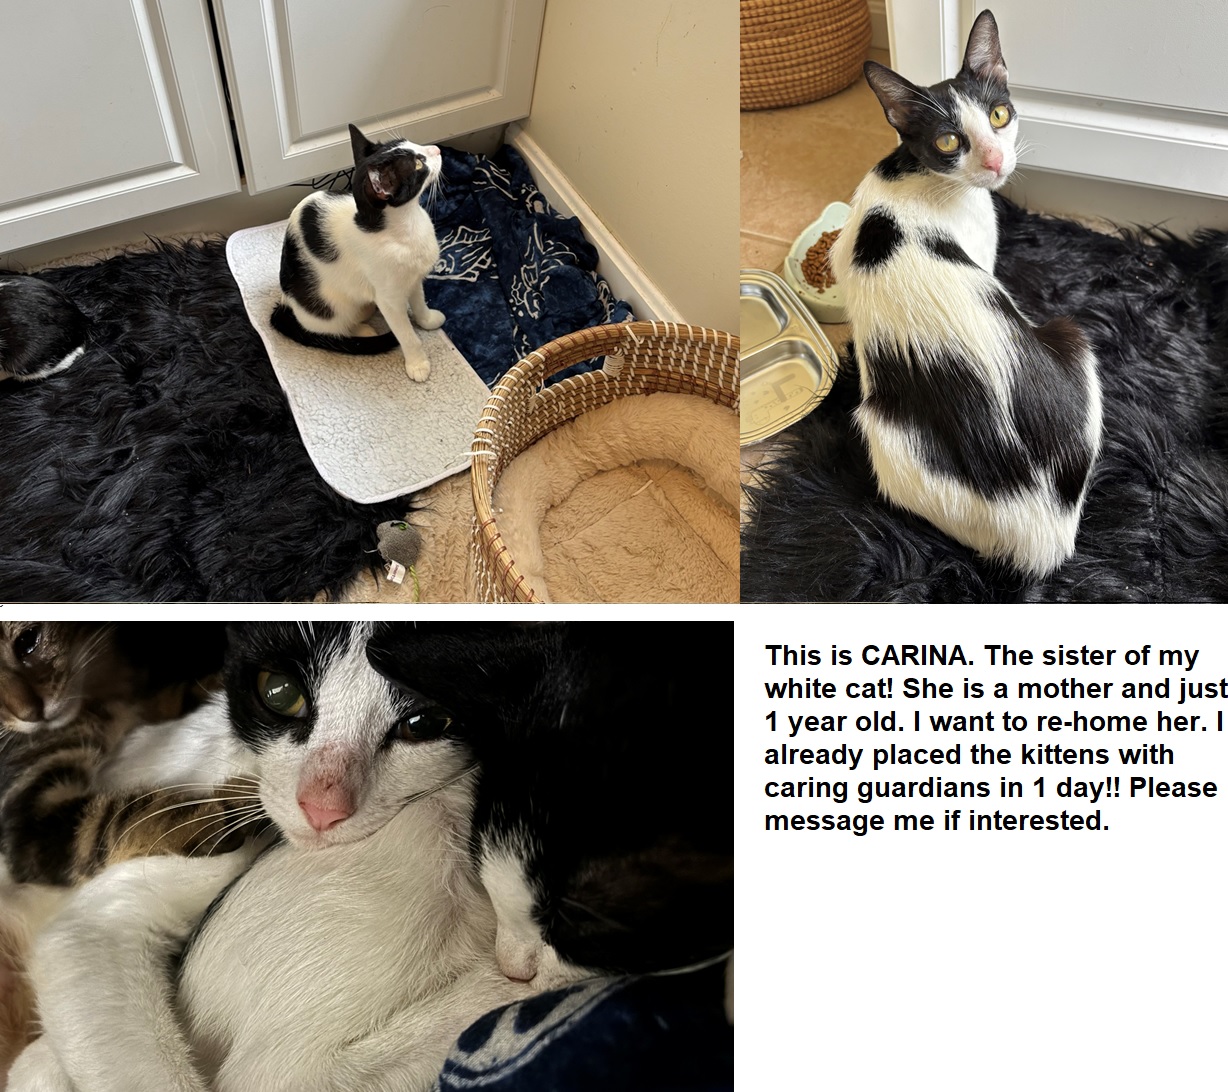 This is CARINA. The sister of my
white cat! She is a mother and just
1 year old. I want to re-home her. I
already placed the kittens with
caring guardians in 1 day!! Please
message me if interested.